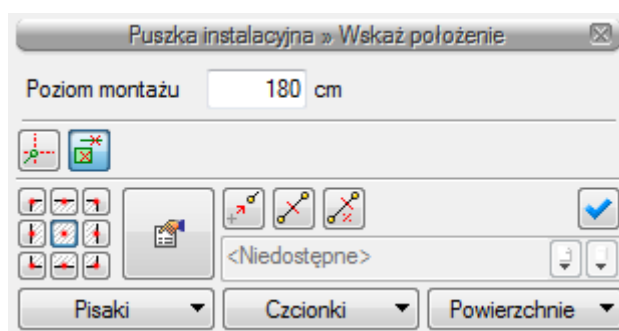 Puszka instalacyjna » Wskaż położenie
Poziom montażu 180 cm
<Niedostępne>
Pisaki Czcionki Powierzchnie